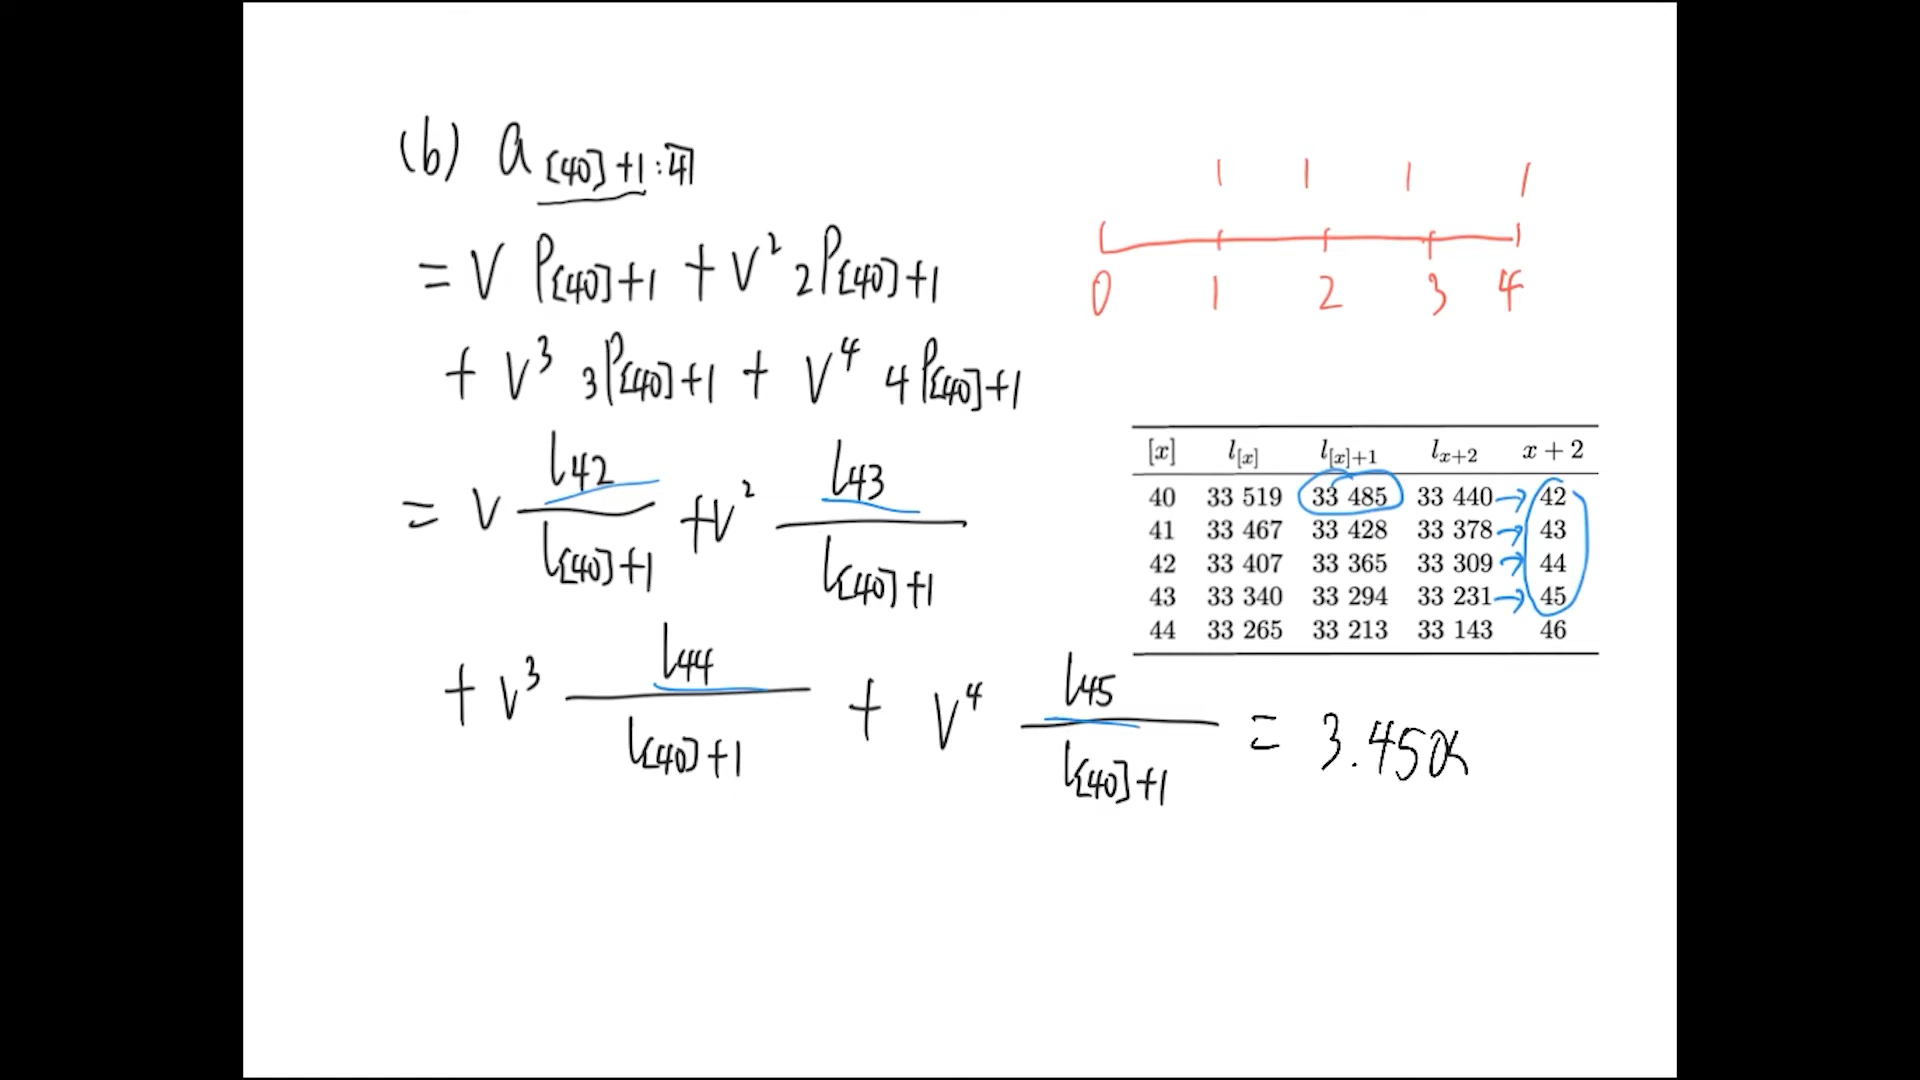 (b) a[40]+1:4̅|
= V P[40]+1 + V² 2P[40]+1
+ V³ 3P[40]+1 + V⁴ 4P[40]+1
= V l42/l[40]+1 + V² l43/l[40]+1
+ V³ l44/l[40]+1 + V⁴ l45/l[40]+1 =
1 1 1 1
0 1 2 3 4
[x] l[x] l[x]+1 lx+2 x + 2
40 33 519 33 485 33 440 → 42
41 33 467 33 428 33 378 → 43
42 33 407 33 365 33 309 → 44
43 33 340 33 294 33 231 → 45
44 33 265 33 213 33 143 46